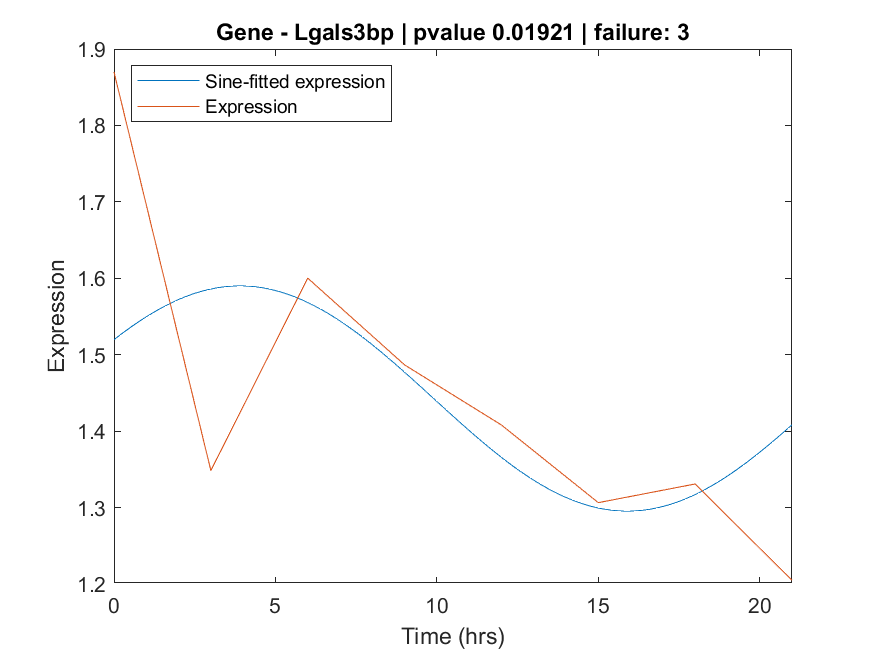 Gene - Lgals3bp | pvalue 0.01921 | failure: 3
1.9
1.8
1.7
1.6
1.5
1.4
1.3
1.2
Expression
Sine-fitted expression
Expression
0
5
10
15
20
Time (hrs)